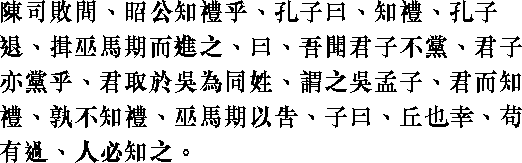 陳司敗問、昭公知禮乎、孔子曰、知禮、孔子
退、揖巫馬期而進之、曰、吾聞君子不黨、君子
亦黨乎、君取於吳為同姓、謂之吳孟子、君而知
禮、孰不知禮、巫馬期以告、子曰、丘也幸、苟
有過、人必知之。